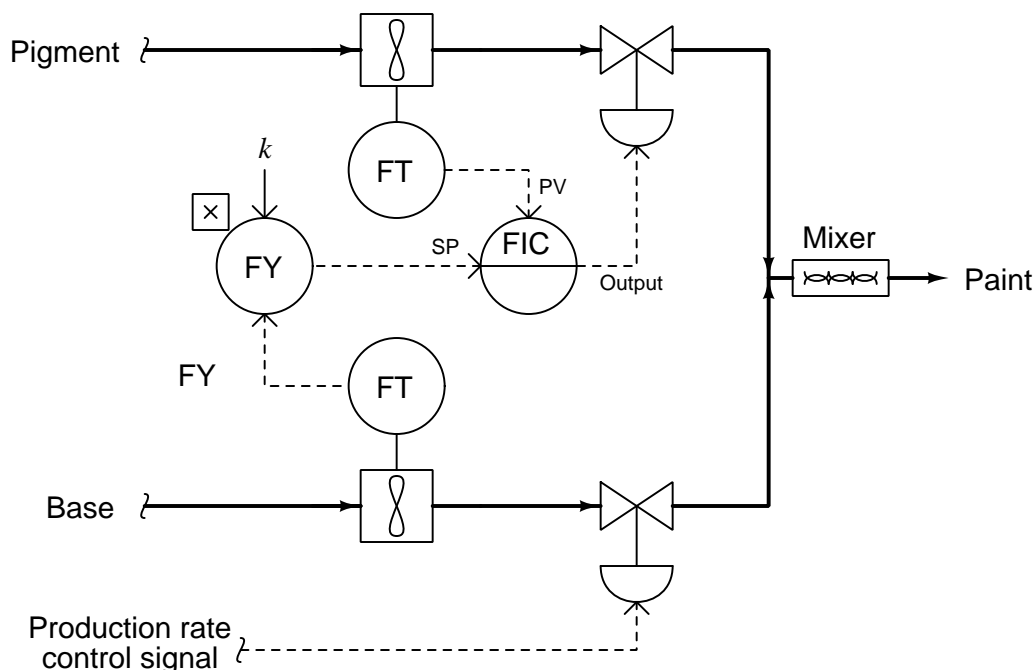 Pigment
FT
k
×
PV
FY
SP
FIC
Output
Mixer
Paint
FY
FT
Base
Production rate
control signal